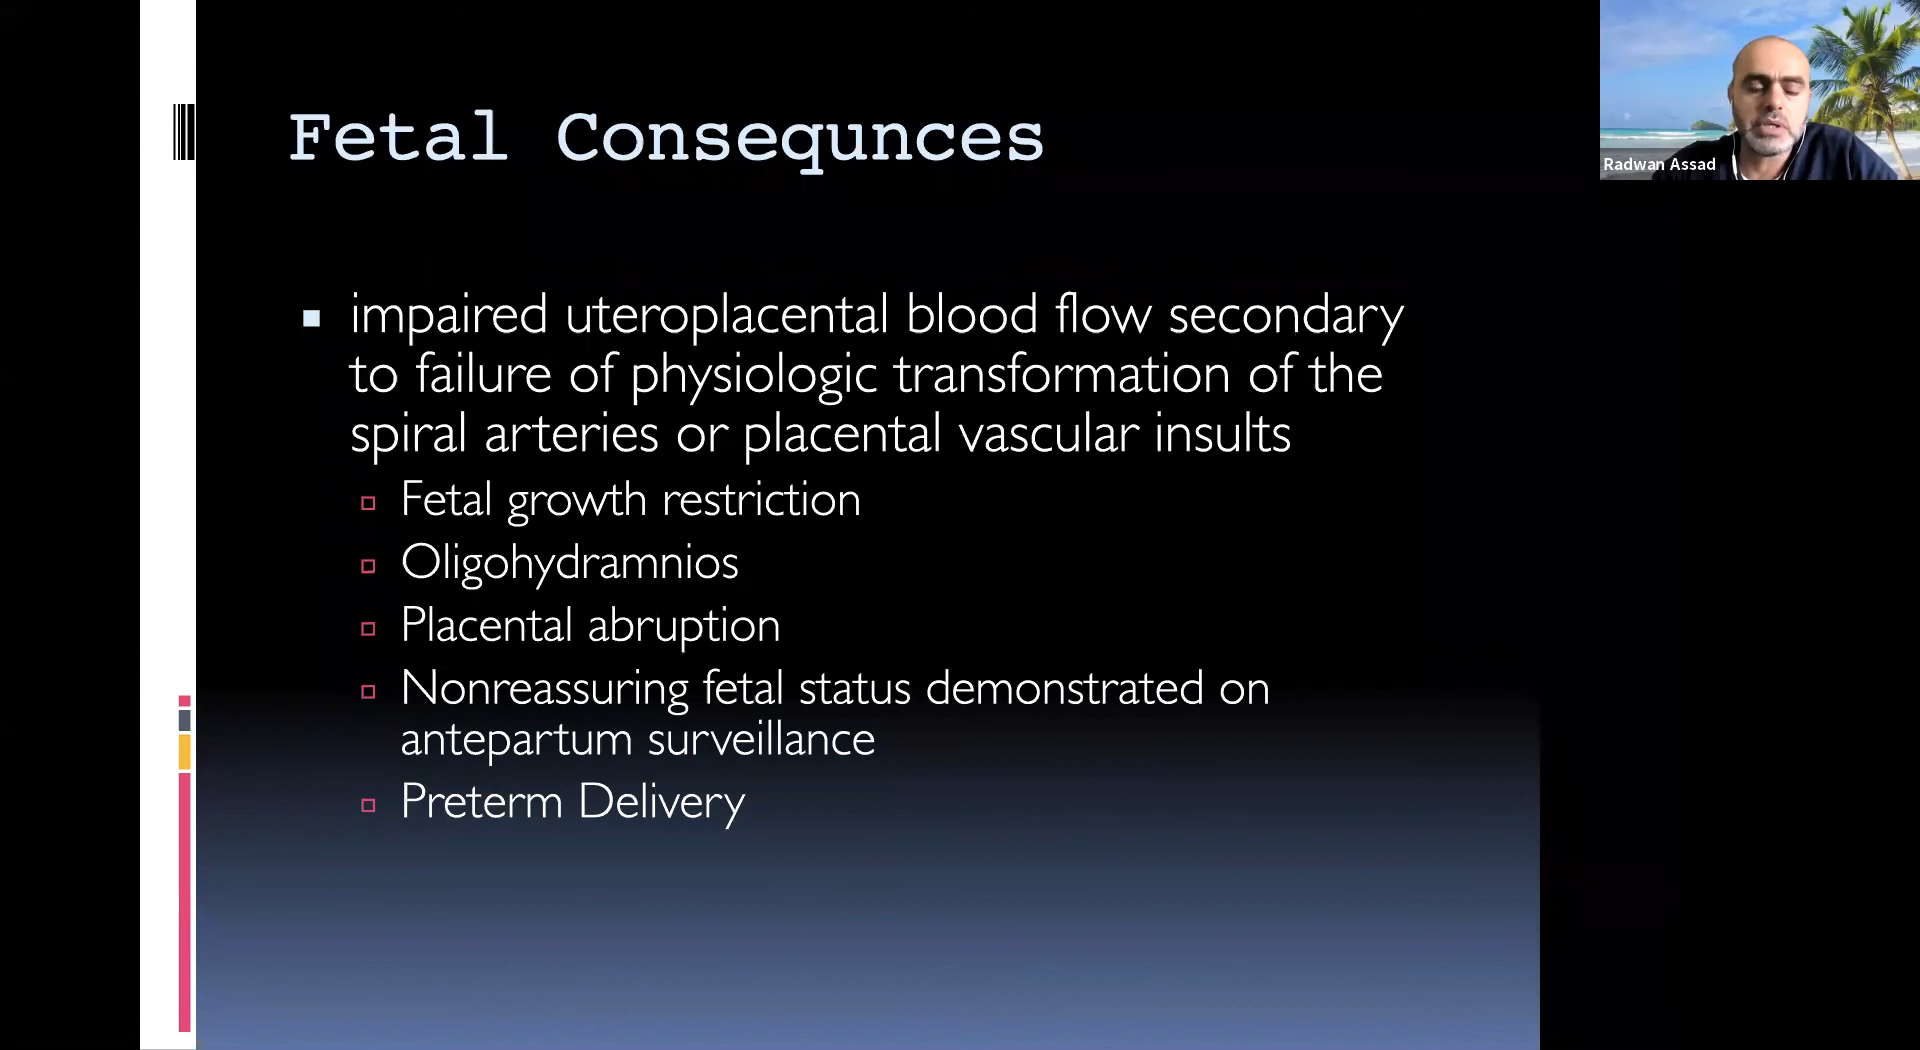 Fetal Consequnces
impaired uteroplacental blood flow secondary
to failure of physiologic transformation of the
spiral arteries or placental vascular insults
Fetal growth restriction
Oligohydramnios
Placental abruption
Nonreassuring fetal status demonstrated on
antepartum surveillance
Preterm Delivery
Radwan Assad